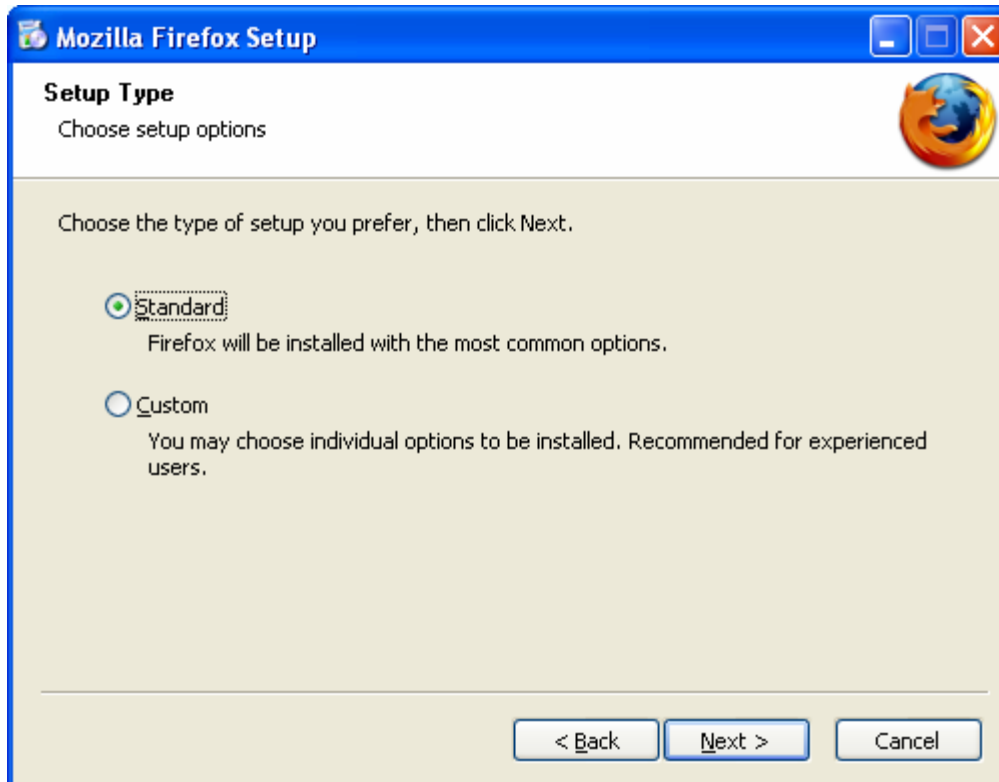 Mozilla Firefox Setup
Setup Type
Choose setup options
Choose the type of setup you prefer, then click Next.
Standard
Firefox will be installed with the most common options.
Custom
You may choose individual options to be installed. Recommended for experienced
users.
< Back Next > Cancel